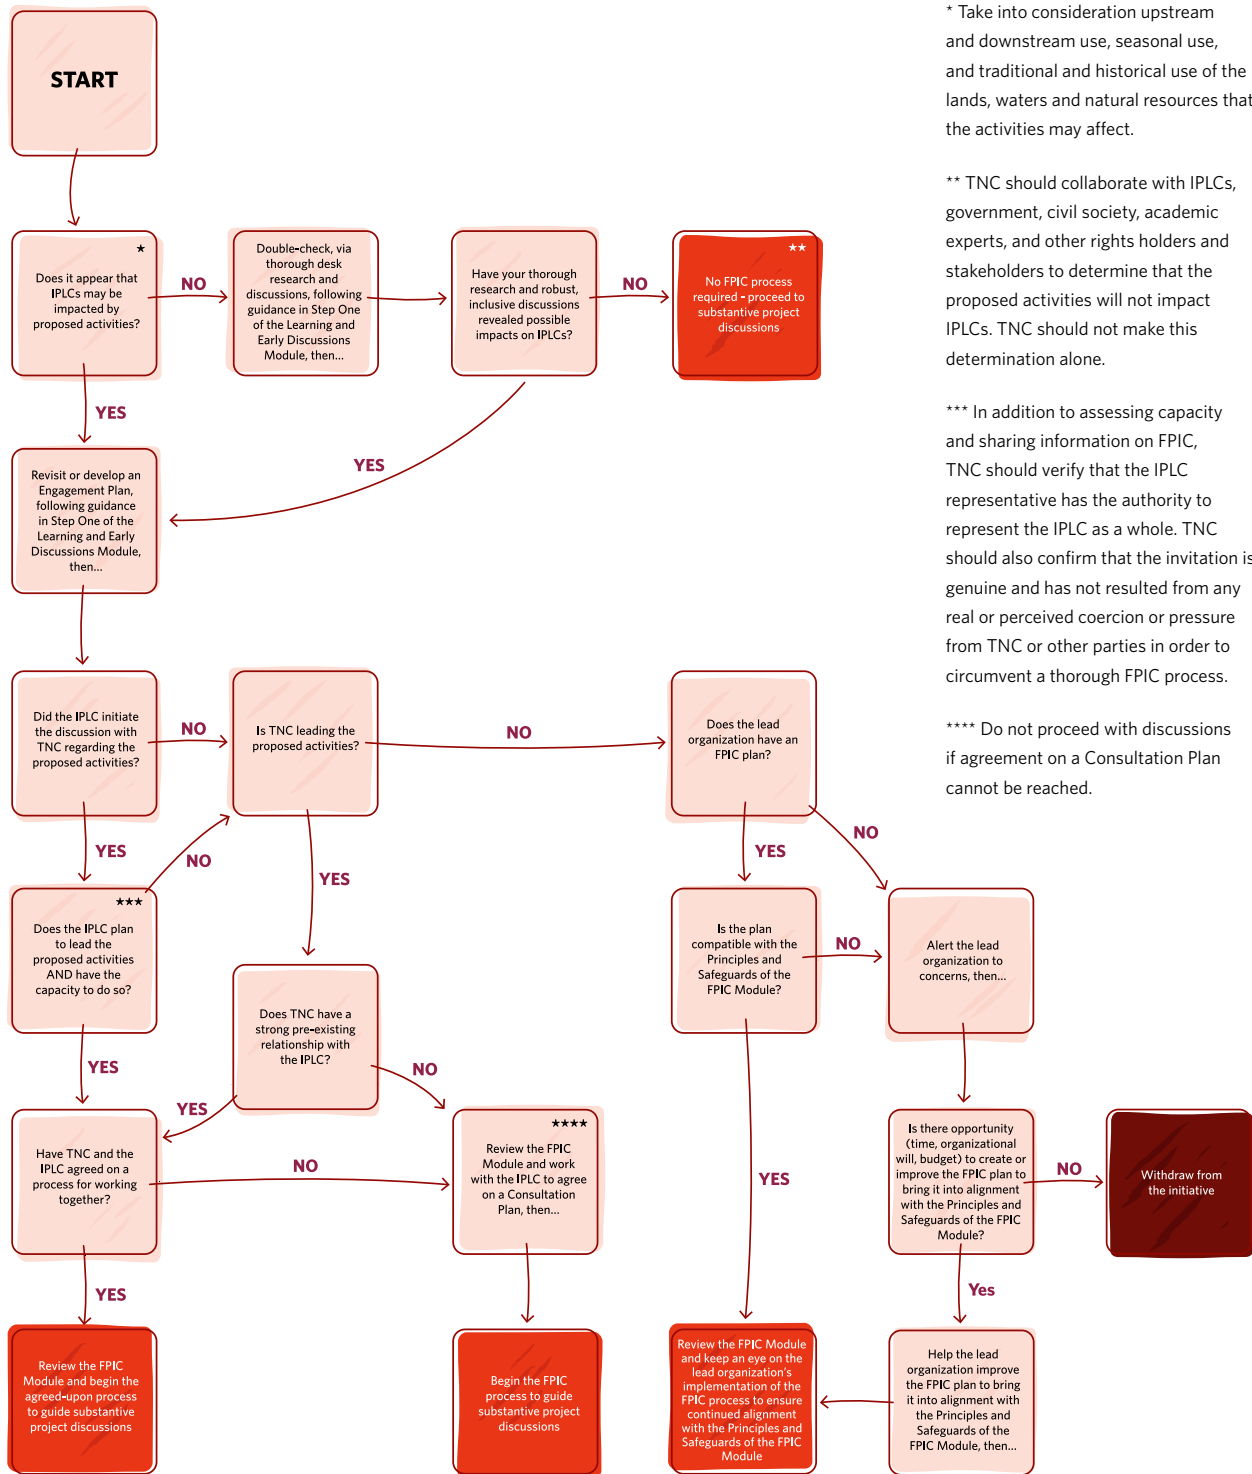 START
* Take into consideration upstream
and downstream use, seasonal use,
and traditional and historical use of the
lands, waters and natural resources that
the activities may affect.
** TNC should collaborate with IPLCs,
government, civil society, academic
experts, and other rights holders and
stakeholders to determine that the
proposed activities will not impact
IPLCs. TNC should not make this
determination alone.
*** In addition to assessing capacity
and sharing information on FPIC,
TNC should verify that the IPLC
representative has the authority to
represent the IPLC as a whole. TNC
should also confirm that the invitation is
genuine and has not resulted from any
real or perceived coercion or pressure
from TNC or other parties in order to
circumvent a thorough FPIC process.
**** Do not proceed with discussions
if agreement on a Consultation Plan
cannot be reached.
★
Does it appear that
IPLCs may be
impacted by
proposed activities?
NO
Double-check, via
thorough desk
research and
discussions, following
guidance in Step One
of the Learning and
Early Discussions
Module, then...
Have your thorough
research and robust,
inclusive discussions
revealed possible
impacts on IPLCs?
NO
★★
No FPIC process
required - proceed to
substantive project
discussions
YES
YES
Revisit or develop an
Engagement Plan,
following guidance
in Step One of the
Learning and Early
Discussions Module,
then...
Did the IPLC initiate
the discussion with
TNC regarding the
proposed activities?
NO
Is TNC leading the
proposed activities?
NO
Does the lead
organization have an
FPIC plan?
YES
NO
YES
YES
NO
★★★
Does the IPLC plan
to lead the
proposed activities
AND have the
capacity to do so?
Is the plan
compatible with the
Principles and
Safeguards of the
FPIC Module?
NO
Alert the lead
organization to
concerns, then...
Does TNC have a
strong pre-existing
relationship with
the IPLC?
YES
NO
YES
Have TNC and the
IPLC agreed on a
process for working
together?
NO
★★★★
Review the FPIC
Module and work
with the IPLC to agree
on a Consultation
Plan, then...
YES
Is there opportunity
(time, organizational
will, budget) to create or
improve the FPIC plan to
bring it into alignment
with the Principles and
Safeguards of the FPIC
Module?
NO
Withdraw from
the initiative
YES
Yes
Review the FPIC
Module and begin the
agreed-upon process
to guide substantive
project discussions
Begin the FPIC
process to guide
substantive project
discussions
Review the FPIC Module
and keep an eye on the
lead organization's
implementation of the
FPIC process to ensure
continued alignment
with the Principles and
Safeguards of the FPIC
Module
Help the lead
organization improve
the FPIC plan to bring
it into alignment with
the Principles and
Safeguards of the
FPIC Module, then...